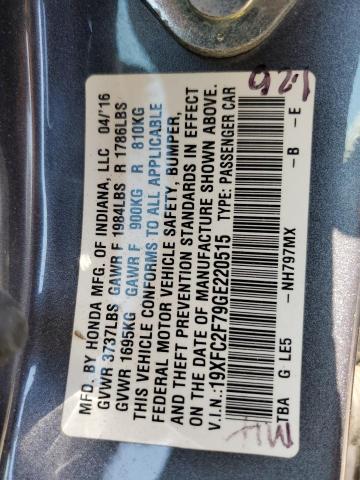 MFD. BY HONDA MFG. OF INDIANA, LLC 04/'16
GVWR 3737LBS GAWR F 1984LBS R 1786LBS
GVWR 1695KG GAWR F 900KG R 810KG
THIS VEHICLE CONFORMS TO ALL APPLICABLE
FEDERAL MOTOR VEHICLE SAFETY, BUMPER,
AND THEFT PREVENTION STANDARDS IN EFFECT
ON THE DATE OF MANUFACTURE SHOWN ABOVE.
V.I.N.:19XFC2F79GE220515 TYPE: PASSENGER CAR
-NH797MX -B -E
TBA G LE5